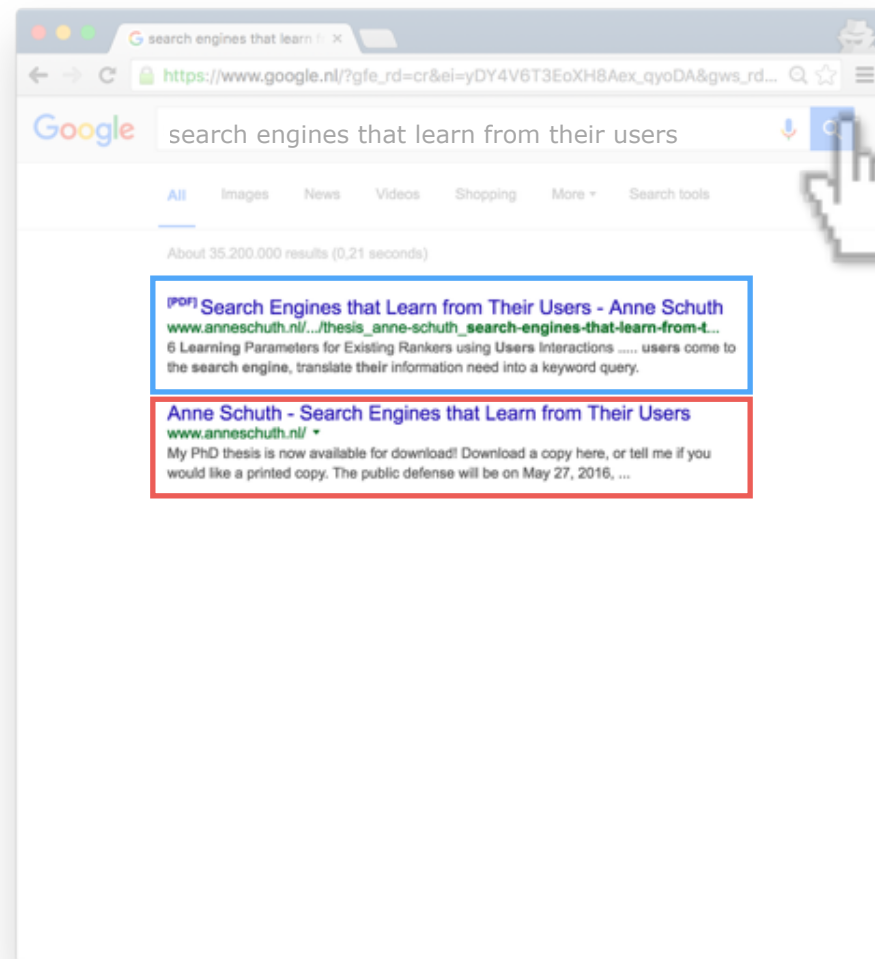 search engines that learn f
https://www.google.nl/?gfe_rd=cr&ei=yDY4V6T3EoXH8Aex_qyoDA&gws_rd...
Google search engines that learn from their users
All Images News Videos Shopping More Search tools
About 35.200.000 results (0,21 seconds)
[PDF] Search Engines that Learn from Their Users - Anne Schuth
www.anneschuth.nl/.../thesis_anne-schuth_search-engines-that-learn-from-t...
6 Learning Parameters for Existing Rankers using Users Interactions ..... users come to
the search engine, translate their information need into a keyword query.
Anne Schuth - Search Engines that Learn from Their Users
www.anneschuth.nl/
My PhD thesis is now available for download! Download a copy here, or tell me if you
would like a printed copy. The public defense will be on May 27, 2016, ...